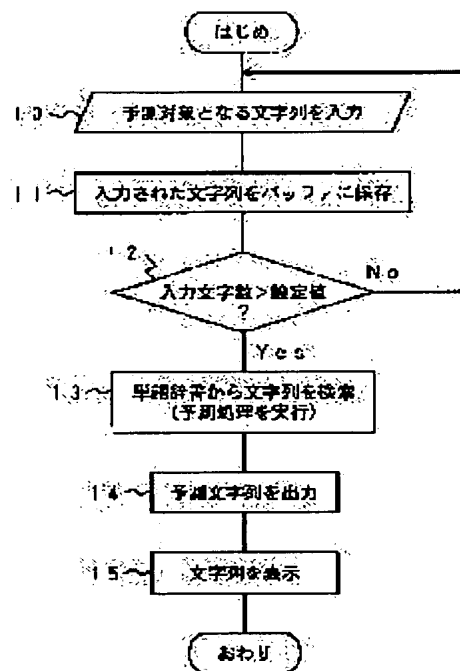 はじめ
10
予測対象となる文字列を入力
11
入力された文字列をバッファに保存
12
入力文字数>設定値
?
No
Yes
13
単語辞書から文字列を検索
(予測処理を実行)
14
予測文字列を出力
15
文字列を表示
おわり